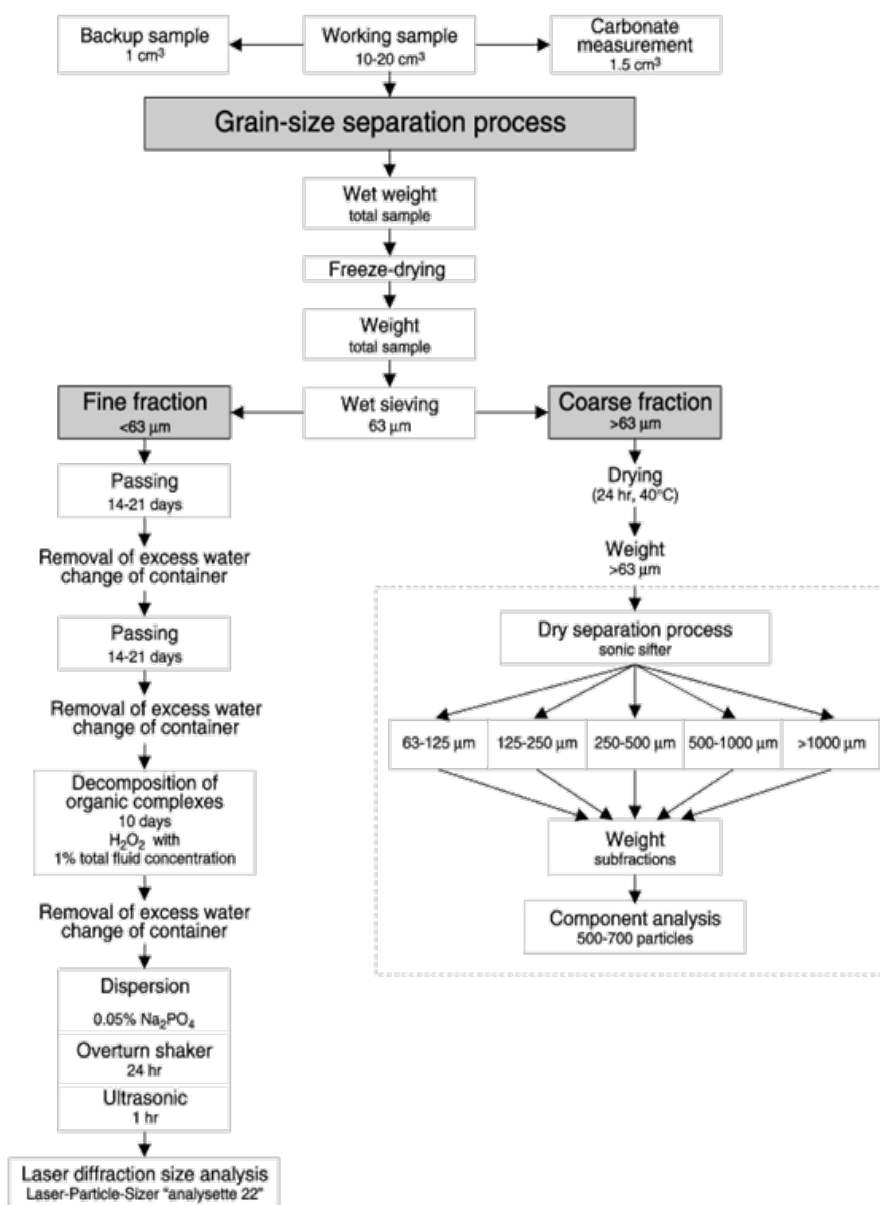 Backup sample
1 cm³
Working sample
10-20 cm³
Carbonate
measurement
1.5 cm³
Grain-size separation process
Wet weight
total sample
Freeze-drying
Weight
total sample
Fine fraction
<63 µm
Wet sieving
63 µm
Coarse fraction
>63 µm
Passing
14-21 days
Removal of excess water
change of container
Passing
14-21 days
Removal of excess water
change of container
Decomposition of
organic complexes
10 days
H₂O₂ with
1% total fluid concentration
Removal of excess water
change of container
Dispersion
0.05% Na₂PO₄
Overturn shaker
24 hr
Ultrasonic
1 hr
Laser diffraction size analysis
Laser-Particle-Sizer "analysette 22"
Drying
(24 hr, 40°C)
Weight
>63 µm
Dry separation process
sonic sifter
63-125 µm
125-250 µm
250-500 µm
500-1000 µm
>1000 µm
Weight
subfractions
Component analysis
500-700 particles